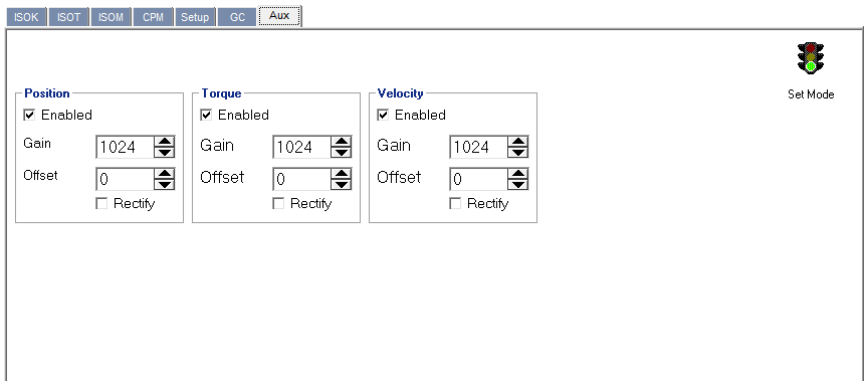 ISOK ISOT ISOM CPM Setup GC Aux
Set Mode
Position Torque Velocity
Enabled Enabled Enabled
Gain 1024 Gain 1024 Gain 1024
Offset 0 Offset 0 Offset 0
Rectify Rectify Rectify